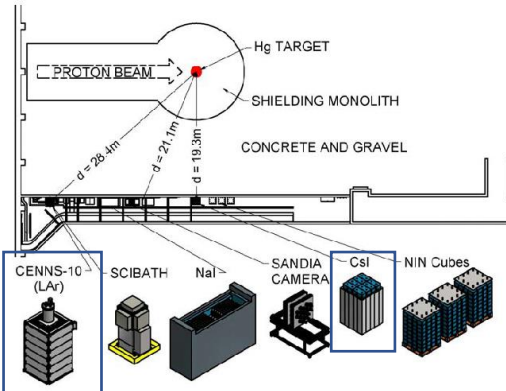 Hg TARGET
PROTON BEAM
SHIELDING MONOLITH
CONCRETE AND GRAVEL
d = 28.4m
d = 21.1m
d = 19.3m
CENNS-10
(LAr)
SCIBATH
NaI
SANDIA
CAMERA
CsI
NIN Cubes